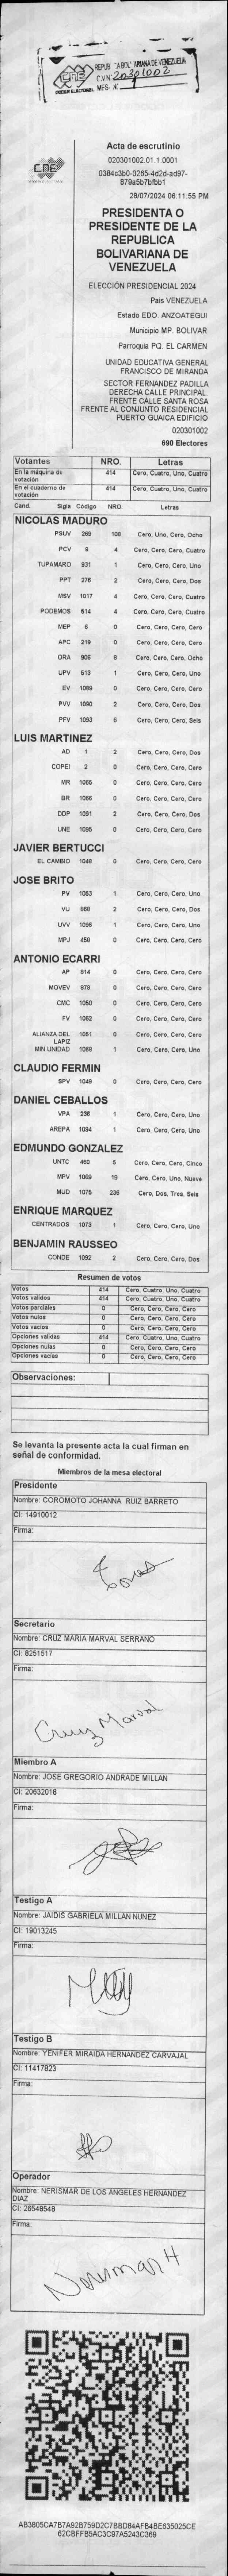 CNE
PODER ELECTORAL
C.V.N° 020301002
MESA N° 1
CNE
Acta de escrutinio
020301002.01.1.0001
28/07/2024 06:11:55 PM
PRESIDENTA O
PRESIDENTE DE LA
REPUBLICA
BOLIVARIANA DE
VENEZUELA
ELECCIÓN PRESIDENCIAL 2024
País VENEZUELA
Estado EDO. ANZOATEGUI
Municipio MP. BOLIVAR
Parroquia PQ. EL CARMEN
UNIDAD EDUCATIVA GENERAL
FRANCISCO DE MIRANDA
SECTOR FERNANDEZ PADILLA
DERECHA CALLE PRINCIPAL.
FRENTE CALLE SANTA ROSA
FRENTE AL CONJUNTO RESIDENCIAL
PUERTO GUAICA EDIFICIO
020301002
690 Electores
Votantes NRO. Letras
En la máquina de votación 414 Cero, Cuatro, Uno, Cuatro
En el cuaderno de votación 414 Cero, Cuatro, Uno, Cuatro
Cand. Sigla Código NRO. Letras
NICOLAS MADURO
PSUV 269 108 Cero, Uno, Cero, Ocho
PCV 9 4 Cero, Cero, Cero, Cuatro
TUPAMARO 931 1 Cero, Cero, Cero, Uno
PPT 276 2 Cero, Cero, Cero, Dos
MSV 1017 4 Cero, Cero, Cero, Cuatro
PODEMOS 514 4 Cero, Cero, Cero, Cuatro
MEP 6 0 Cero, Cero, Cero, Cero
APC 219 0 Cero, Cero, Cero, Cero
ORA 906 8 Cero, Cero, Cero, Ocho
UPV 513 1 Cero, Cero, Cero, Uno
EV 1089 0 Cero, Cero, Cero, Cero
PVV 1090 2 Cero, Cero, Cero, Dos
PFV 1093 6 Cero, Cero, Cero, Seis
LUIS MARTINEZ
AD 1 2 Cero, Cero, Cero, Dos
COPEI 2 0 Cero, Cero, Cero, Cero
MR 1065 0 Cero, Cero, Cero, Cero
BR 1066 0 Cero, Cero, Cero, Cero
DDP 1091 2 Cero, Cero, Cero, Dos
UNE 1095 0 Cero, Cero, Cero, Cero
JAVIER BERTUCCI
EL CAMBIO 1046 0 Cero, Cero, Cero, Cero
JOSE BRITO
PV 1053 1 Cero, Cero, Cero, Uno
VU 868 2 Cero, Cero, Cero, Dos
UVV 1096 1 Cero, Cero, Cero, Uno
MPJ 459 0 Cero, Cero, Cero, Cero
ANTONIO ECARRI
AP 814 0 Cero, Cero, Cero, Cero
MOVEV 878 0 Cero, Cero, Cero, Cero
CMC 1050 0 Cero, Cero, Cero, Cero
FV 1062 0 Cero, Cero, Cero, Cero
ALIANZA DEL LAPIZ 1051 0 Cero, Cero, Cero, Cero
MIN UNIDAD 1068 1 Cero, Cero, Cero, Uno
CLAUDIO FERMIN
SPV 1049 0 Cero, Cero, Cero, Cero
DANIEL CEBALLOS
VPA 236 1 Cero, Cero, Cero, Uno
AREPA 1094 1 Cero, Cero, Cero, Uno
EDMUNDO GONZALEZ
UNTC 460 5 Cero, Cero, Cero, Cinco
MPV 1069 19 Cero, Cero, Uno, Nueve
MUD 1075 236 Cero, Dos, Tres, Seis
ENRIQUE MARQUEZ
CENTRADOS 1073 1 Cero, Cero, Cero, Uno
BENJAMIN RAUSSEO
CONDE 1092 2 Cero, Cero, Cero, Dos
Resumen de votos
Votos 414 Cero, Cuatro, Uno, Cuatro
Votos validos 414 Cero, Cuatro, Uno, Cuatro
Votos parciales 0 Cero, Cero, Cero, Cero
Votos nulos 0 Cero, Cero, Cero, Cero
Votos vacios 0 Cero, Cero, Cero, Cero
Opciones validas 414 Cero, Cuatro, Uno, Cuatro
Opciones nulas 0 Cero, Cero, Cero, Cero
Opciones vacias 0 Cero, Cero, Cero, Cero
Observaciones:
Se levanta la presente acta la cual firman en
señal de conformidad.
Miembros de la mesa electoral
Presidente
Nombre: COROMOTO JOHANNA RUIZ BARRETO
CI: 14910012
Firma:
Secretario
Nombre: CRUZ MARIA MARVAL SERRANO
CI: 8251517
Firma:
Cruz Marval
Miembro A
Nombre: JOSE GREGORIO ANDRADE MILLAN
CI: 20632018
Firma:
Testigo A
Nombre: JAIDIS GABRIELA MILLAN NUÑEZ
CI: 19013245
Firma:
Testigo B
Nombre: YENIFER MIRAIDA HERNANDEZ CARVAJAL
CI: 11417823
Firma:
Operador
Nombre: NERISMAR DE LOS ANGELES HERNANDEZ
DIAZ
CI: 26548548
Firma:
Nerismar H